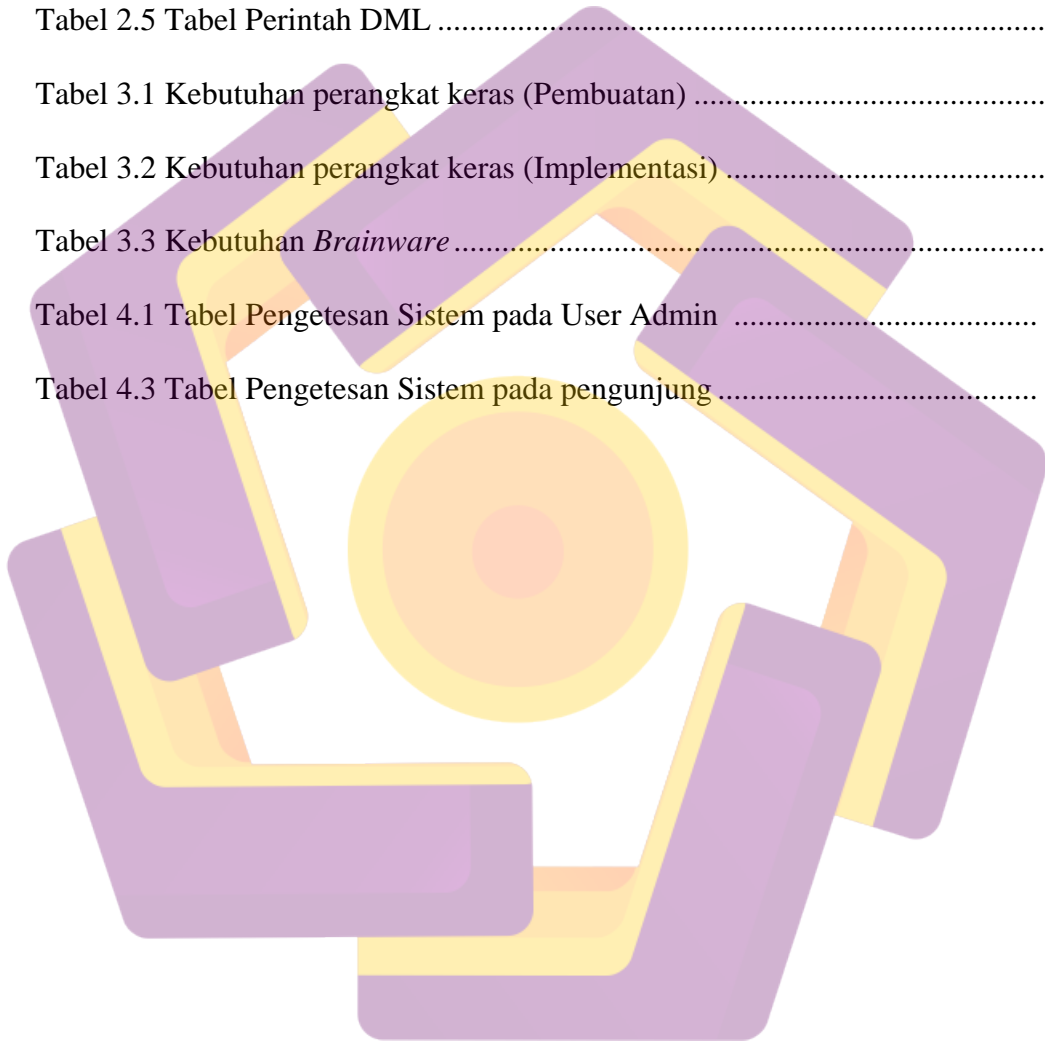 Tabel 2.5 Tabel Perintah DML ................................................................................
Tabel 3.1 Kebutuhan perangkat keras (Pembuatan) ..............................................
Tabel 3.2 Kebutuhan perangkat keras (Implementasi) ..........................................
Tabel 3.3 Kebutuhan Brainware ..............................................................................
Tabel 4.1 Tabel Pengetesan Sistem pada User Admin ........................................
Tabel 4.3 Tabel Pengetesan Sistem pada pengunjung ..........................................